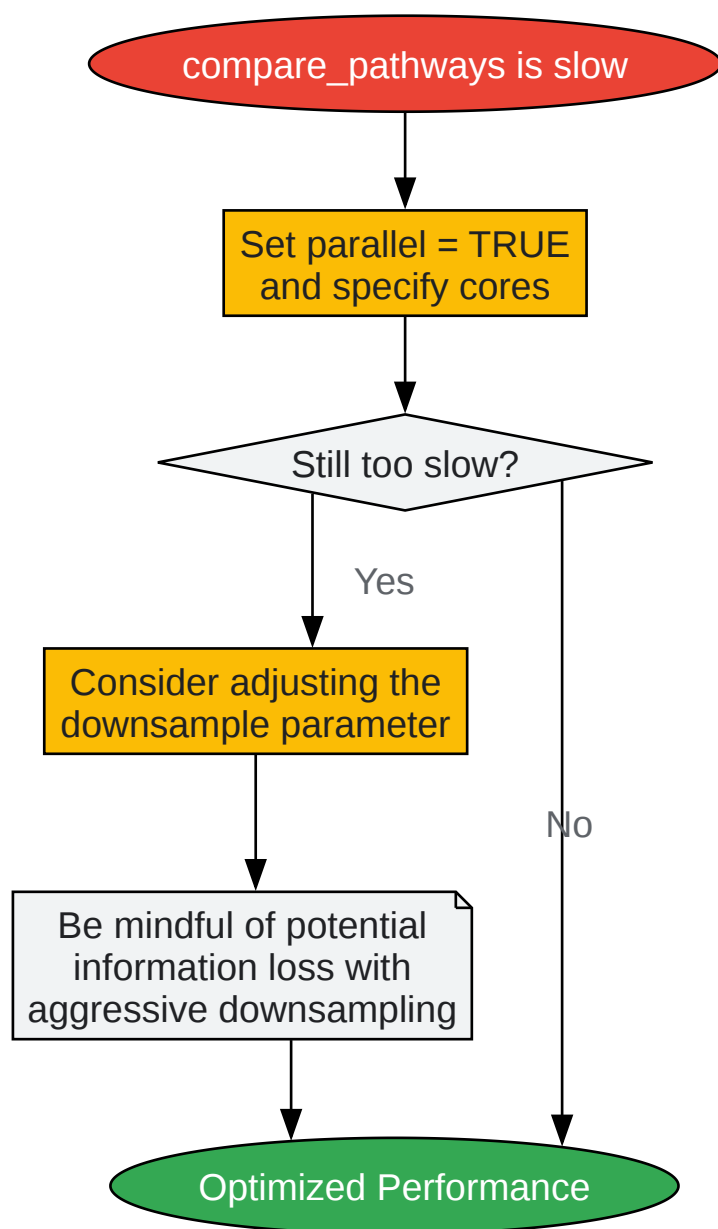 compare_pathways is slow
Set parallel = TRUE
and specify cores
Still too slow?
Yes
Consider adjusting the
downsample parameter
No
Be mindful of potential
information loss with
aggressive downsampling
Optimized Performance